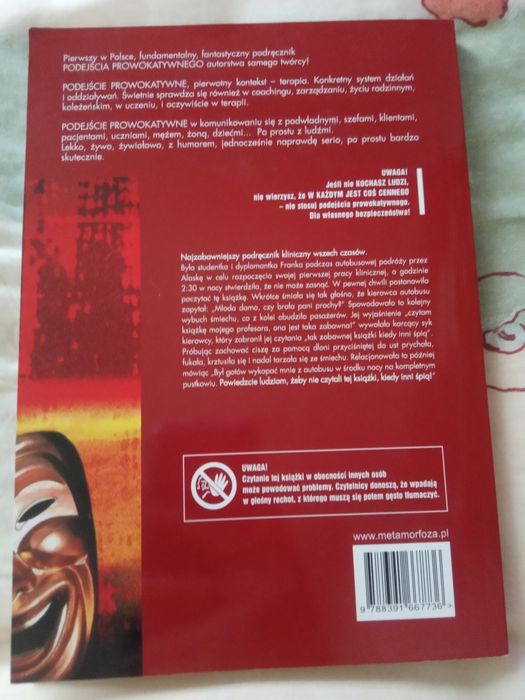 Pierwszy w Polsce, fundamentalny, fantastyczny podręcznik
PODEJŚCIA PROWOKATYWNEGO autorstwa samego twórcy!
PODEJŚCIE PROWOKATYWNE, pierwotny kontekst – terapia. Konkretny system działań
i oddziaływań. Świetnie sprawdza się również w coachingu, zarządzaniu, życiu rodzinnym,
koleżeńskim, w uczeniu, i oczywiście w terapii.
PODEJŚCIE PROWOKATYWNE w komunikowaniu się z podwładnymi, szefami, klientami,
pacjentami, uczniami, mężem, żoną, dziećmi... Po prostu z ludźmi.
Lekko, żywo, żywiołowo, z humorem, jednocześnie naprawdę serio, po prostu bardzo
skutecznie.
UWAGA!
Jeśli nie KOCHASZ LUDZI,
nie wierzysz, że W KAŻDYM JEST COŚ CENNEGO
– nie stosuj podejścia prowokatywnego.
Dla własnego bezpieczeństwa!
Najzabawniejszy podręcznik kliniczny wszech czasów.
Była studentka i dyplomantka Franka podczas autobusowej podróży przez
Alaskę w celu rozpoczęcia swojej pierwszej pracy klinicznej, o godzinie
2:30 w nocy stwierdziła, że nie może zasnąć. W pewnej chwili postanowiła
poczytać tę książkę. Wkrótce śmiała się tak głośno, że kierowca autobusu
zapytał: „Młoda damo, czy brała pani prochy?" Spowodowało to kolejny
wybuch śmiechu, co z kolei obudziło pasażerów. Jej wyjaśnienie „czytam
książkę mojego profesora, ona jest taka zabawna!" wywołało karcący syk
kierowcy, który zabronił jej czytania „tak zabawnej książki kiedy inni śpią".
Próbując zachować ciszę za pomocą dłoni przyciśniętej do ust prychała,
fukała, krztusiła się i nadal tarzała się ze śmiechu. Relacjonowała to później
mówiąc „Był gotów wykopać mnie z autobusu w środku nocy na kompletnym
pustkowiu. Powiedzcie ludziom, żeby nie czytali tej książki, kiedy inni śpią!"
UWAGA!
Czytanie tej książki w obecności innych osób
może powodować problemy. Czytelnicy donoszą, że wpadają
w głośny rechot, z którego muszą się potem gęsto tłumaczyć.
www.metamorfoza.pl
9 788391 667736 >